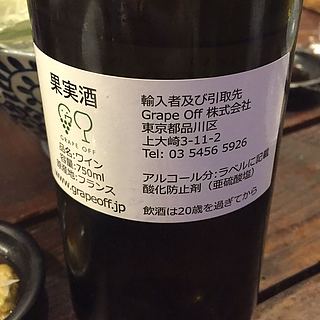 果実酒
GRAPE OFF
品名:ワイン
容量:750ml
原産地:フランス
www.grapeoff.jp
輸入者及び引取先
Grape Off 株式会社
東京都品川区
上大崎3-11-2
Tel: 03 5456 5926
アルコール分:ラベルに記載
酸化防止剤（亜硫酸塩）
飲酒は20歳を過ぎてから